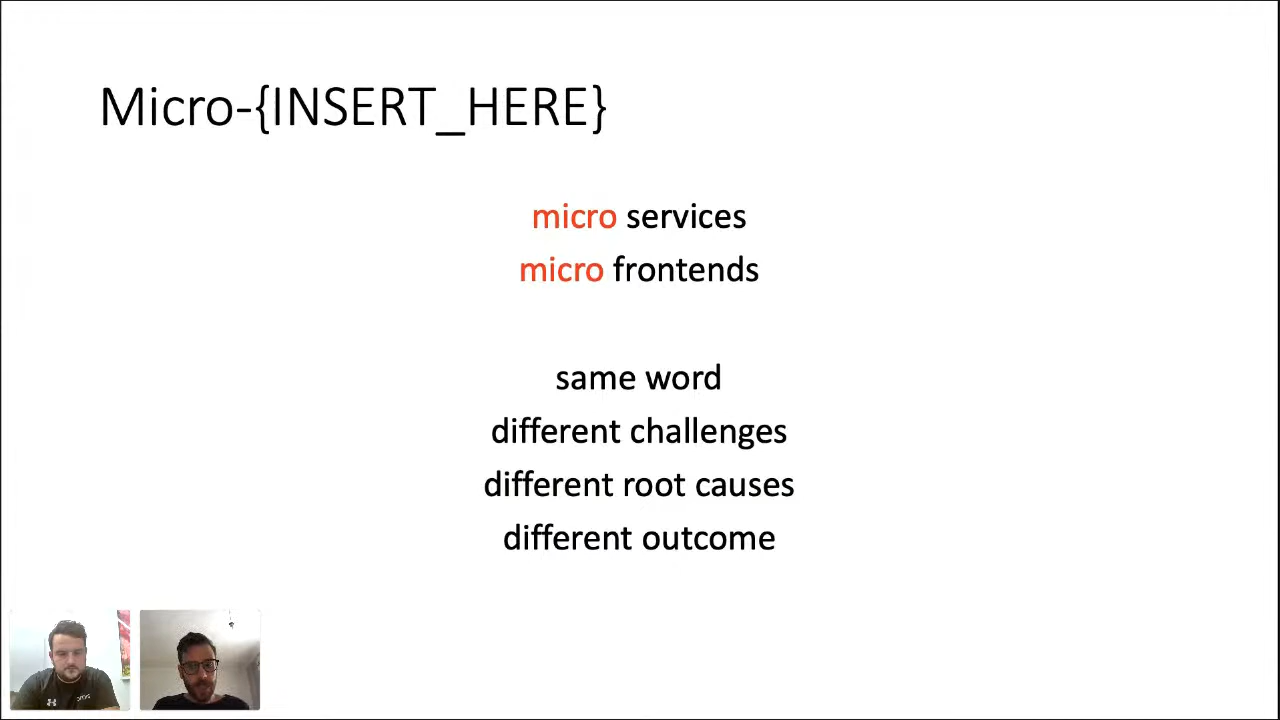 Micro-{INSERT_HERE}
micro services
micro frontends
same word
different challenges
different root causes
different outcome